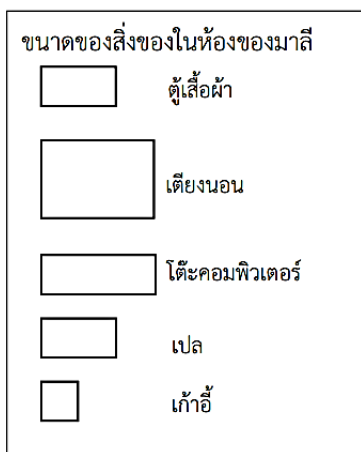 ขนาดของสิ่งของในห้องของมาลี
ตู้เสื้อผ้า
เตียงนอน
โต๊ะคอมพิวเตอร์
เปล
เก้าอี้